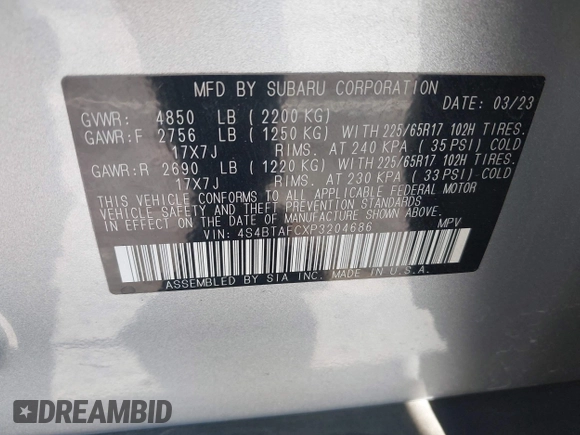 MFD BY SUBARU CORPORATION
DATE: 03/23
GVWR: 4850 LB (2200 KG)
GAWR:F 2756 LB (1250 KG) WITH 225/65R17 102H TIRES.
17X7J RIMS. AT 240 KPA (35 PSI) COLD
GAWR:R 2690 LB (1220 KG) WITH 225/65R17 102H TIRES.
17X7J RIMS. AT 230 KPA (33 PSI) COLD
THIS VEHICLE CONFORMS TO ALL APPLICABLE FEDERAL MOTOR
VEHICLE SAFETY AND THEFT PREVENTION STANDARDS
IN EFFECT ON THE DATE OF MANUFACTURE SHOWN ABOVE.
VIN: 4S4BTAFCXP3204686 MPV
ASSEMBLED BY SIA INC. MADE IN U.S.A.
DREAMBID